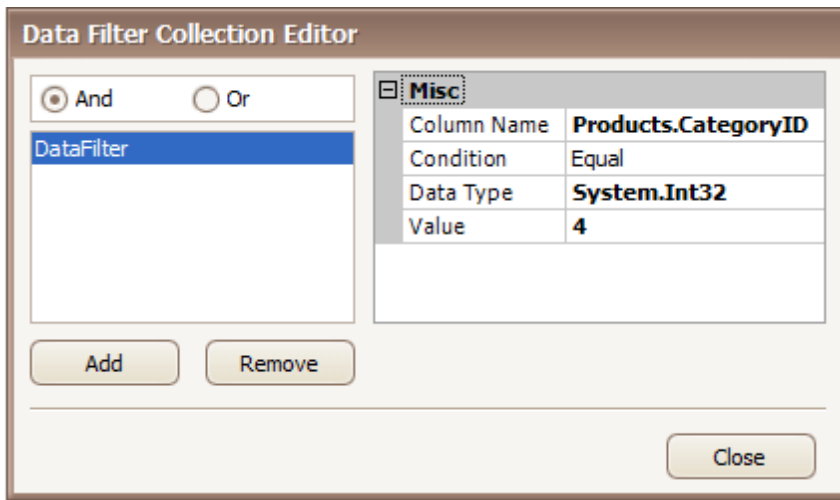 Data Filter Collection Editor
And Or
DataFilter
Misc
Column Name Products.CategoryID
Condition Equal
Data Type System.Int32
Value 4
Add Remove
Close